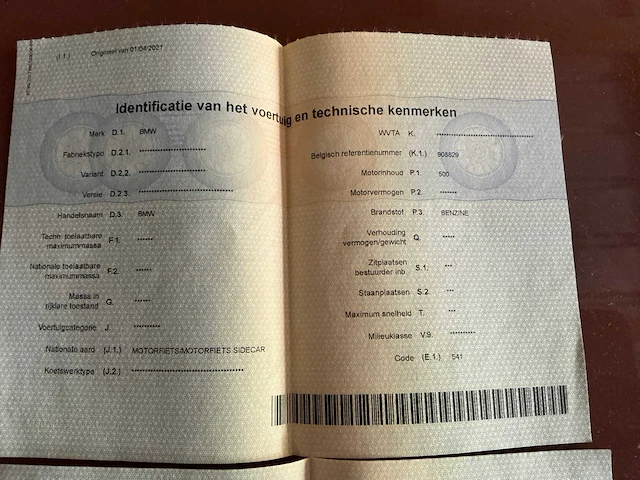 (I.1.) Origineel van 01/04/2021
Identificatie van het voertuig en technische kenmerken
Merk D.1. BMW
Fabriekstype D.2.1. ********************
Variant D.2.2. ********************
Versie D.2.3. ****************************
Handelsnaam D.3. BMW
Techn. toelaatbare
maximummassa F.1. *****
Nationale toelaatbare
maximummassa F.2. *****
Massa in
rijklare toestand G. *****
Voertuigcategorie J. ********
Nationale aard (J.1.) MOTORFIETS/MOTORFIETS SIDECAR
Koetswerktype (J.2.) **********************************
WVTA K. *****************************
Belgisch referentienummer (K.1.) 908829
Motorinhoud P.1. 500
Motorvermogen P.2. ******
Brandstof P.3. BENZINE
Verhouding
vermogen/gewicht Q. ****
Zitplaatsen
bestuurder inb S.1. ***
Staanplaatsen S.2. ***
Maximum snelheid T. ***
Milieuklasse V.9. *********
Code (E.1.) 541